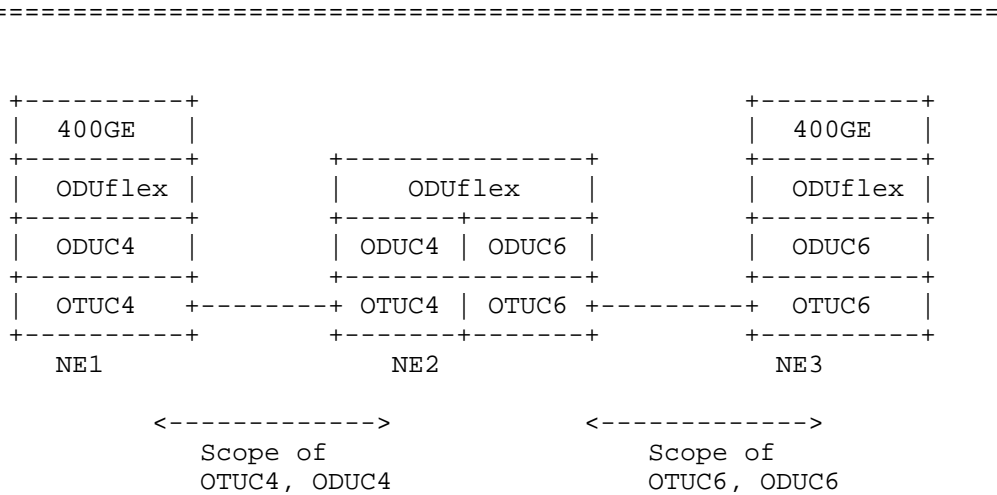 =================================================================
+----------+                                   +----------+
|  400GE   |                                   |  400GE   |
+----------+        +---------------+          +----------+
|  ODUflex |        |    ODUflex    |          |  ODUflex |
+----------+        +-------+-------+          +----------+
|  ODUC4   |        | ODUC4 | ODUC6 |          |  ODUC6   |
+----------+        +---------------+          +----------+
|  OTUC4   +--------+ OTUC4 | OTUC6 +---------+  OTUC6   |
+----------+        +-------+-------+          +----------+
NE1                 NE2                 NE3
<------------->            <------------->
Scope of                   Scope of
OTUC4, ODUC4               OTUC6, ODUC6